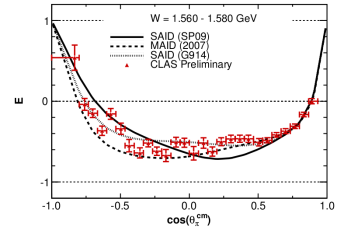 W = 1.560 - 1.580 GeV
SAID (SP09)
MAID (2007)
SAID (G914)
CLAS Preliminary
E
1
0
-1
-1.0 -0.5 0.0 0.5 1.0
cos(θπcm)